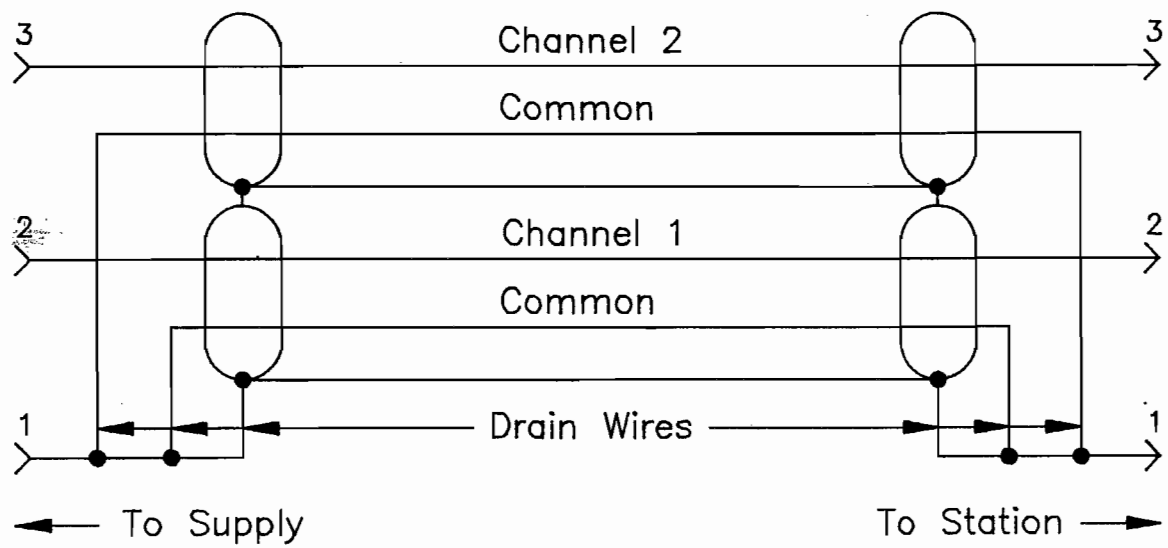 3 Channel 2 3
Common
2 Channel 1 2
Common
1 Drain Wires 1
To Supply To Station